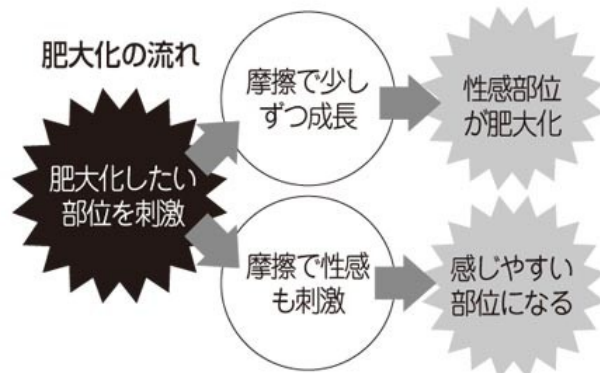 肥大化の流れ
肥大化したい
部位を刺激
摩擦で少し
ずつ成長
性感部位
が肥大化
摩擦で性感
も刺激
感じやすい
部位になる